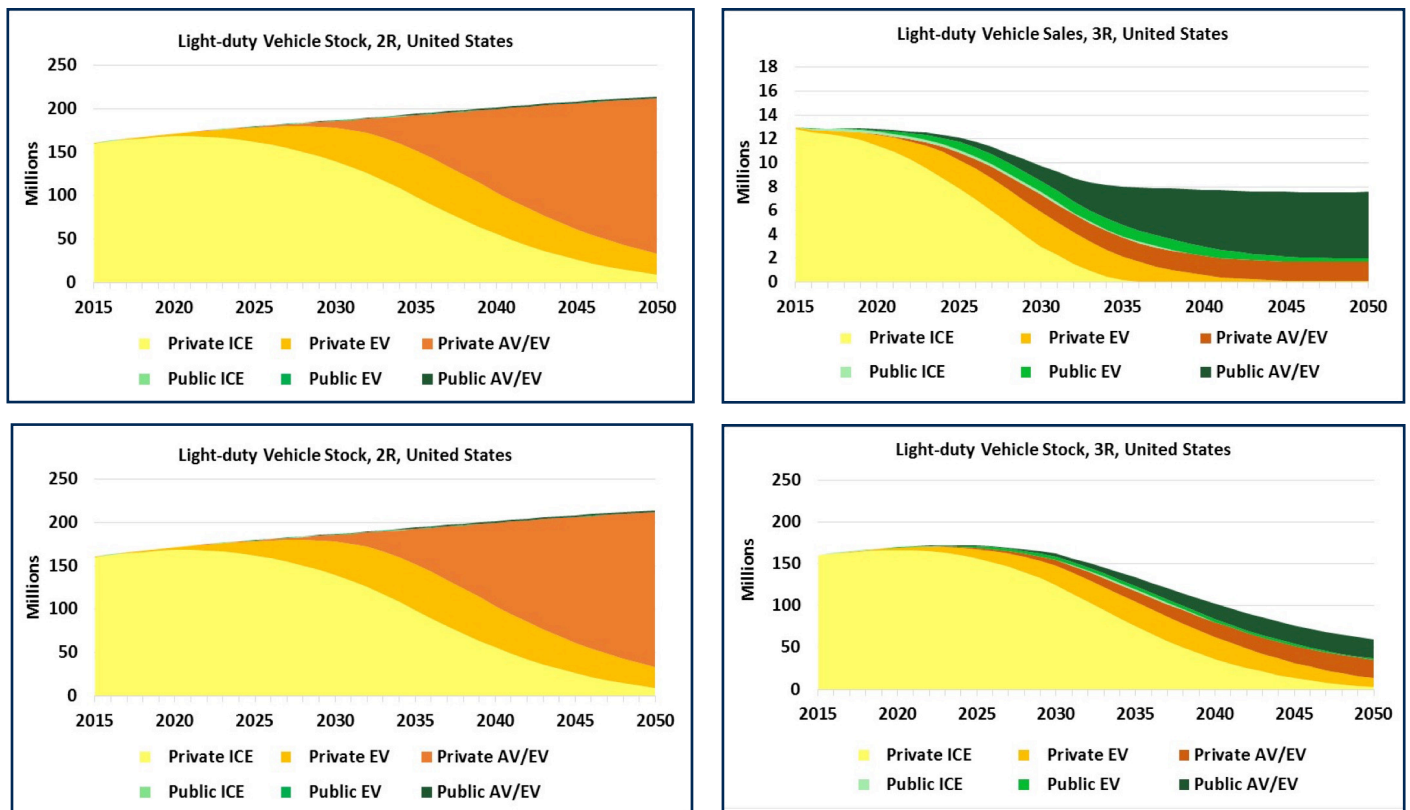 Light-duty Vehicle Stock, 2R, United States
Millions
250
200
150
100
50
0
2015 2020 2025 2030 2035 2040 2045 2050
Private ICE Private EV Private AV/EV
Public ICE Public EV Public AV/EV
Light-duty Vehicle Sales, 3R, United States
Millions
18
16
14
12
10
8
6
4
2
0
2015 2020 2025 2030 2035 2040 2045 2050
Private ICE Private EV Private AV/EV
Public ICE Public EV Public AV/EV
Light-duty Vehicle Stock, 2R, United States
Millions
250
200
150
100
50
0
2015 2020 2025 2030 2035 2040 2045 2050
Private ICE Private EV Private AV/EV
Public ICE Public EV Public AV/EV
Light-duty Vehicle Stock, 3R, United States
Millions
250
200
150
100
50
0
2015 2020 2025 2030 2035 2040 2045 2050
Private ICE Private EV Private AV/EV
Public ICE Public EV Public AV/EV